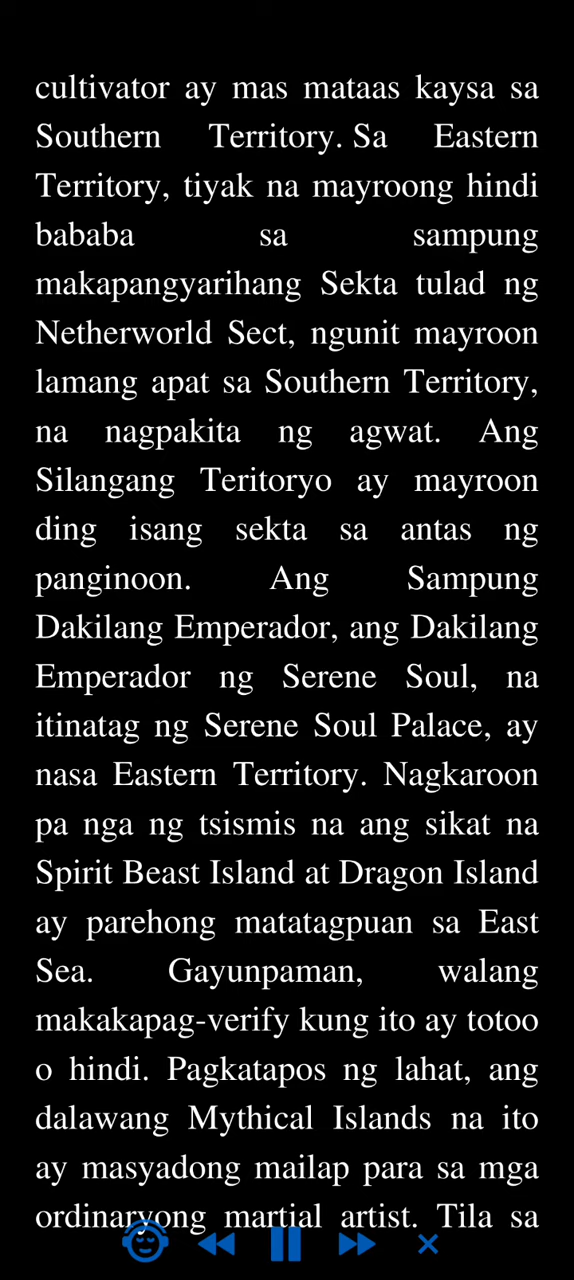 cultivator ay mas mataas kaysa sa
Southern Territory. Sa Eastern
Territory, tiyak na mayroong hindi
bababa sa sampung
makapangyarihang Sekta tulad ng
Netherworld Sect, ngunit mayroon
lamang apat sa Southern Territory,
na nagpakita ng agwat. Ang
Silangang Teritoryo ay mayroon
ding isang sekta sa antas ng
panginoon. Ang Sampung
Dakilang Emperador, ang Dakilang
Emperador ng Serene Soul, na
itinatag ng Serene Soul Palace, ay
nasa Eastern Territory. Nagkaroon
pa nga ng tsismis na ang sikat na
Spirit Beast Island at Dragon Island
ay parehong matatagpuan sa East
Sea. Gayunpaman, walang
makakapag-verify kung ito ay totoo
o hindi. Pagkatapos ng lahat, ang
dalawang Mythical Islands na ito
ay masyadong mailap para sa mga
ordinaryong martial artist. Tila sa